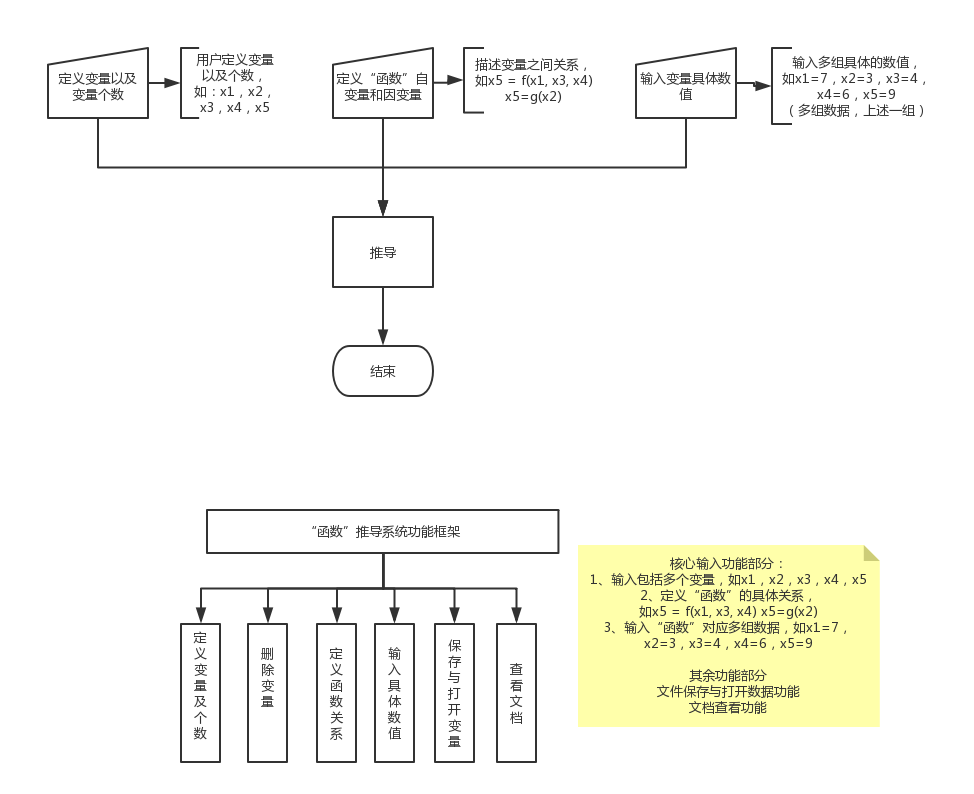 定义变量以及
变量个数
用户定义变量
以及个数，
如：x1，x2，
x3，x4，x5
定义“函数”自
变量和因变量
描述变量之间关系，
如x5 = f(x1, x3, x4)
x5=g(x2)
输入变量具体数
值
输入多组具体的数值，
如x1=7，x2=3，x3=4，
x4=6，x5=9
（多组数据，上述一组）
推导
结束
“函数”推导系统功能框架
定义变量及个数
删除变量
定义函数关系
输入具体数值
保存与打开变量
查看文档
核心输入功能部分：
1、输入包括多个变量，如x1，x2，x3，x4，x5
2、定义“函数”的具体关系，
如x5 = f(x1, x3, x4) x5=g(x2)
3、输入“函数”对应多组数据，如x1=7，
x2=3，x3=4，x4=6，x5=9
其余功能部分
文件保存与打开数据功能
文档查看功能